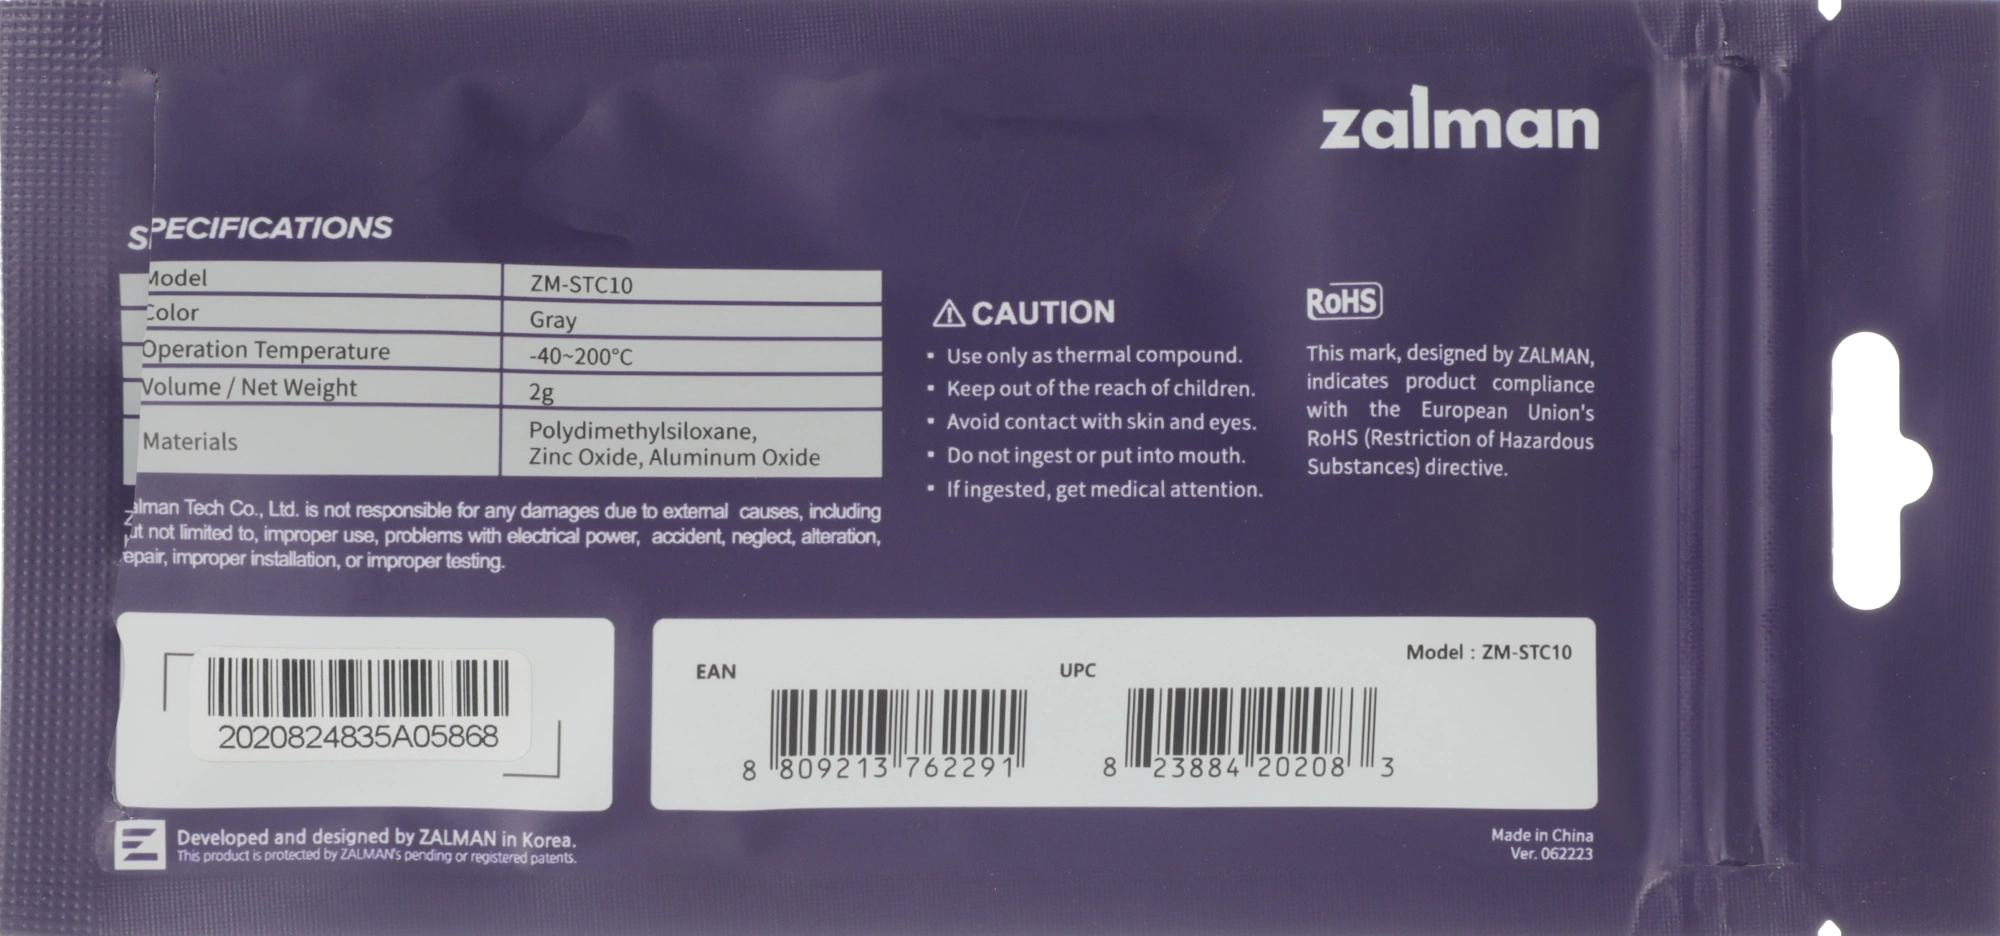 zalman
SPECIFICATIONS
Model ZM-STC10
Color Gray
Operation Temperature -40~200°C
Volume / Net Weight 2g
Materials Polydimethylsiloxane,
Zinc Oxide, Aluminum Oxide
Zalman Tech Co., Ltd. is not responsible for any damages due to external causes, including
but not limited to, improper use, problems with electrical power, accident, neglect, alteration,
repair, improper installation, or improper testing.
CAUTION
▪ Use only as thermal compound.
▪ Keep out of the reach of children.
▪ Avoid contact with skin and eyes.
▪ Do not ingest or put into mouth.
▪ If ingested, get medical attention.
RoHS
This mark, designed by ZALMAN,
indicates product compliance
with the European Union's
RoHS (Restriction of Hazardous
Substances) directive.
2020824835A05868
EAN
8 809213 762291
UPC
8 23884 20208 3
Model : ZM-STC10
Developed and designed by ZALMAN in Korea.
This product is protected by ZALMAN's pending or registered patents.
Made in China
Ver. 062223